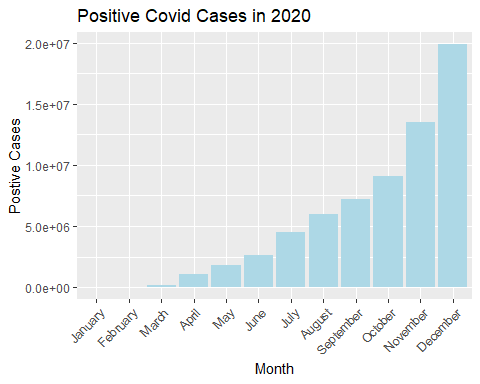 Positive Covid Cases in 2020
Postive Cases
2.0e+07
1.5e+07
1.0e+07
5.0e+06
0.0e+00
January
February
March
April
May
June
July
August
September
October
November
December
Month